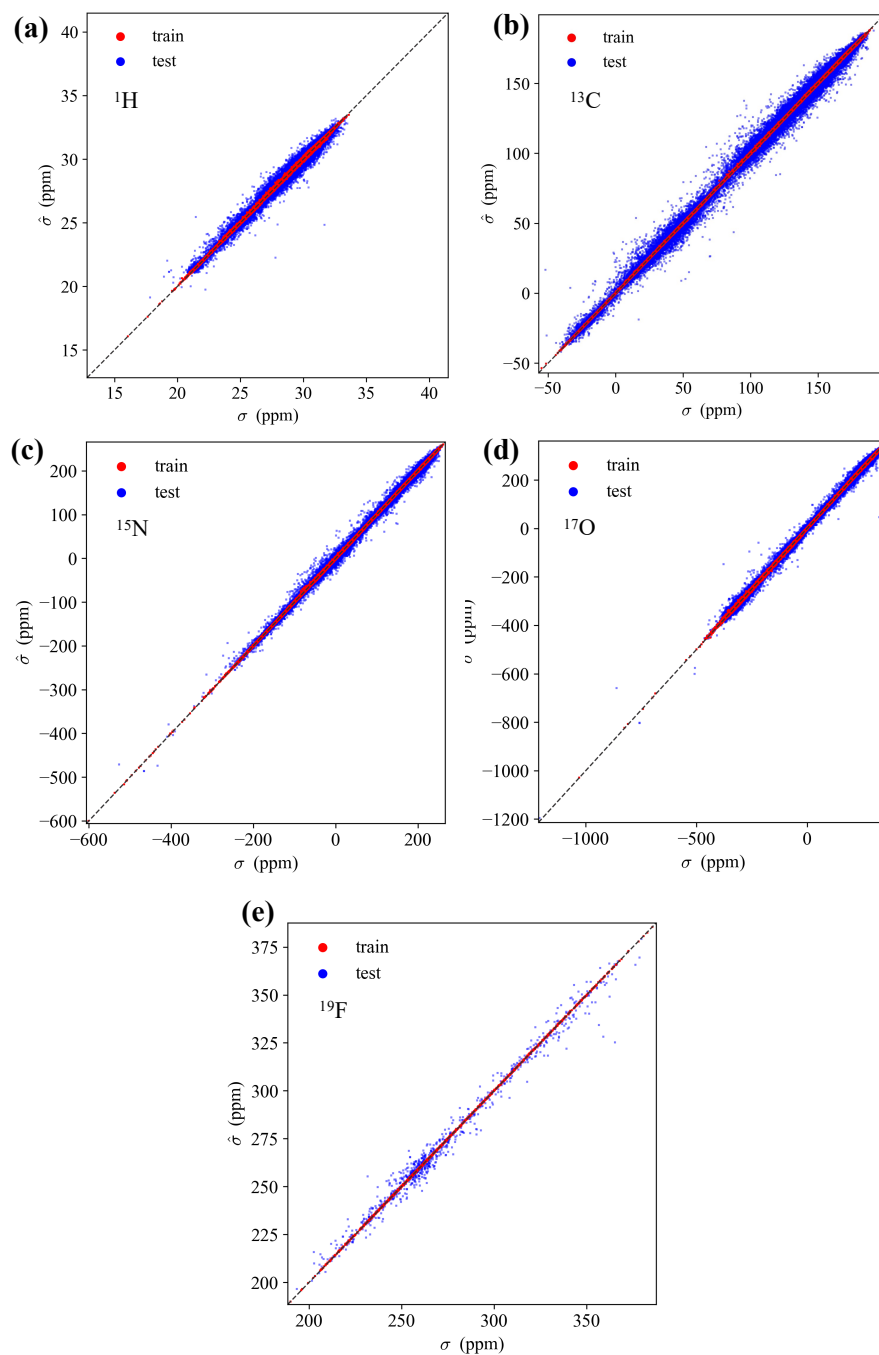 (a)
train
test
¹H
40
35
30
25
20
15
σ̂ (ppm)
15 20 25 30 35 40
σ (ppm)
(b)
train
test
¹³C
150
100
50
0
−50
σ̂ (ppm)
−50 0 50 100 150
σ (ppm)
(c)
train
test
¹⁵N
200
100
0
−100
−200
−300
−400
−500
−600
σ̂ (ppm)
−600 −400 −200 0 200
σ (ppm)
(d)
train
test
¹⁷O
200
0
−200
−400
−600
−800
−1000
−1200
(ppm)
−1000 −500 0
σ (ppm)
(e)
train
test
¹⁹F
375
350
325
300
275
250
225
200
σ̂ (ppm)
200 250 300 350
σ (ppm)